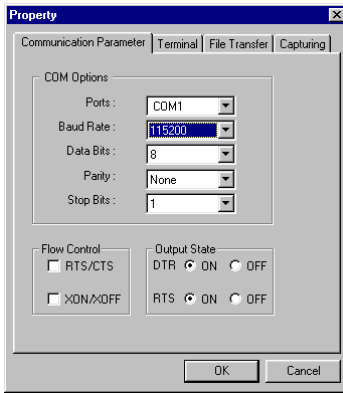 Property
Communication Parameter Terminal File Transfer Capturing
COM Options
Ports : COM1
Baud Rate : 115200
Data Bits : 8
Parity : None
Stop Bits : 1
Flow Control Output State
RTS/CTS DTR ON OFF
XON/XOFF RTS ON OFF
OK Cancel